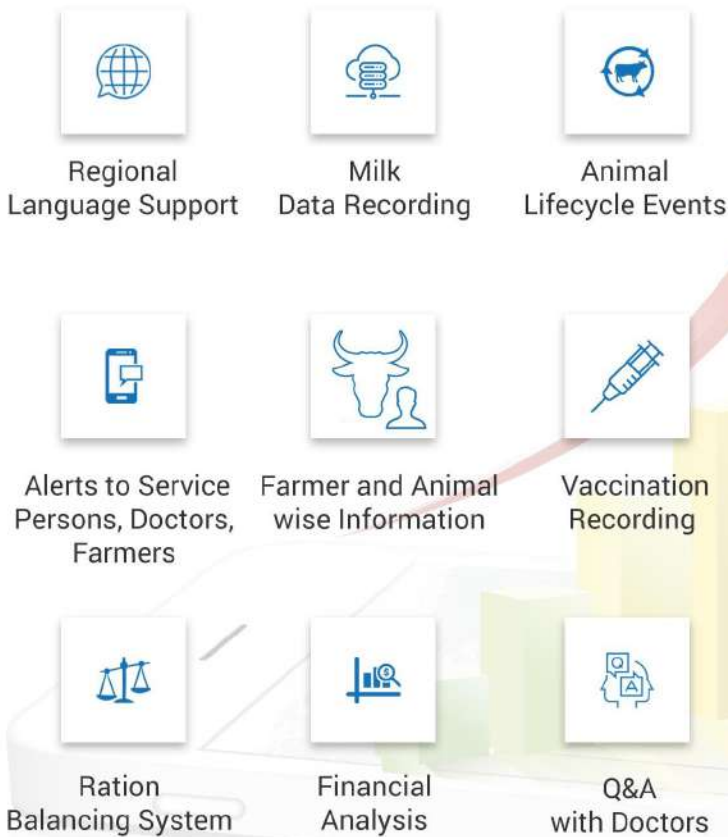 Regional
Language Support
Milk
Data Recording
Animal
Lifecycle Events
Alerts to Service
Persons, Doctors,
Farmers
Farmer and Animal
wise Information
Vaccination
Recording
Ration
Balancing System
Financial
Analysis
Q
A
Q&A
with Doctors